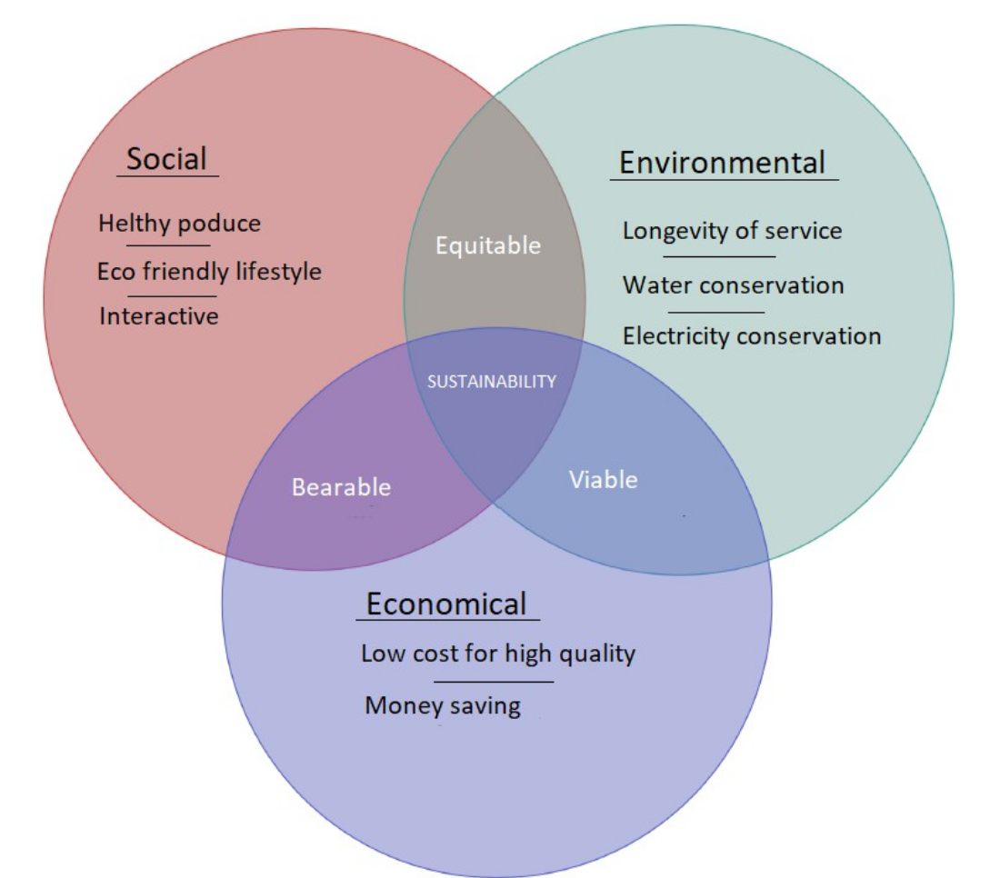 Social
Helthy poduce
Eco friendly lifestyle
Interactive
Environmental
Longevity of service
Water conservation
Electricity conservation
Equitable
SUSTAINABILITY
Bearable
Viable
Economical
Low cost for high quality
Money saving